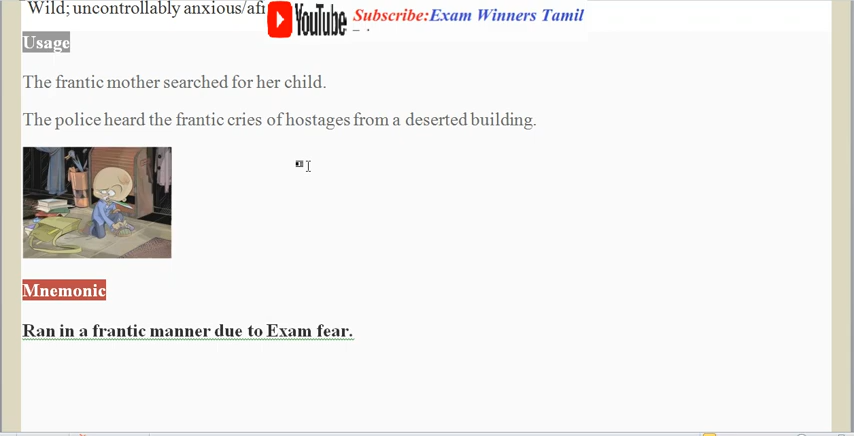 Wild; uncontrollably anxious/afr
YouTube Subscribe:Exam Winners Tamil
Usage
The frantic mother searched for her child.
The police heard the frantic cries of hostages from a deserted building.
Mnemonic
Ran in a frantic manner due to Exam fear.